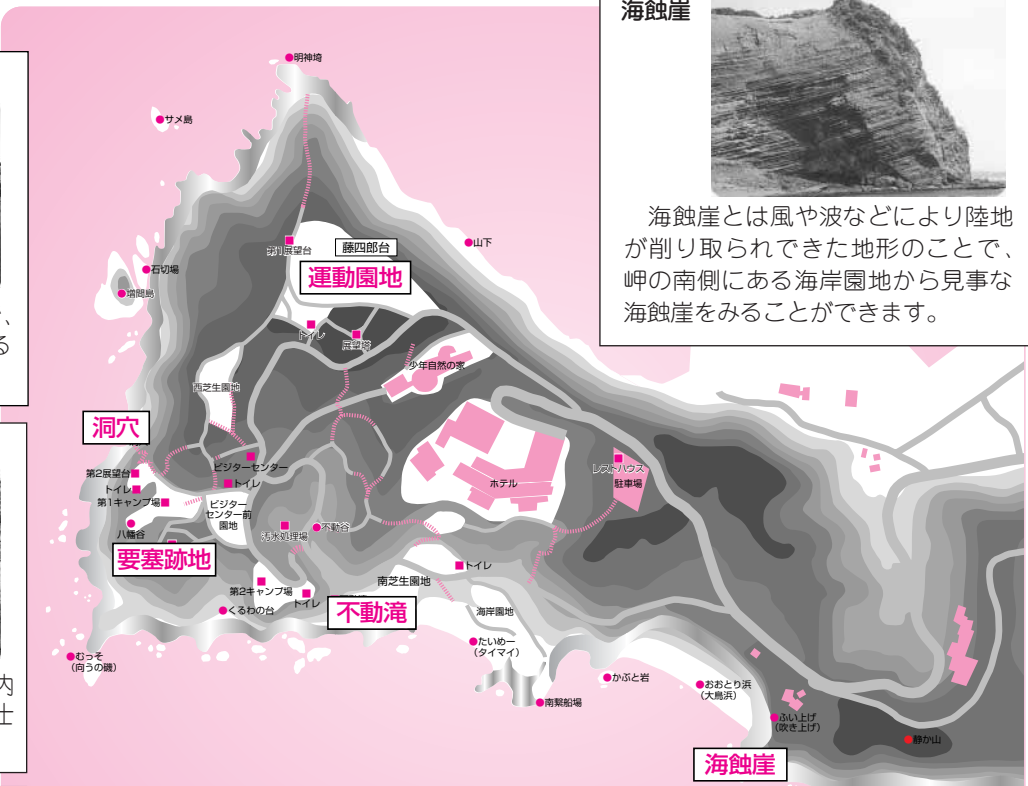 海蝕崖
海蝕崖とは風や波などにより陸地
が削り取られできた地形のことで、
岬の南側にある海岸園地から見事な
海蝕崖をみることができます。
、
る
内
士
明神埼
サメ島
山下
第1展望台
藤四郎台
運動園地
石切場
増間島
トイレ
展望塔
少年自然の家
西芝生園地
洞穴
第2展望台
トイレ
第1キャンプ場
八幡谷
ビジターセンター
トイレ
ビジター
センター前
園地
汚水処理場
不動谷
ホテル
レストハウス
駐車場
要塞跡地
第2キャンプ場
トイレ
くるわの台
不動滝
南芝生園地
トイレ
海岸園地
たいめー
(タイマイ)
むっそ
(向うの磯)
かぶと岩
南繋船場
おおとり浜
(大鳥浜)
ふい上げ
(吹き上げ)
静か山
海蝕崖